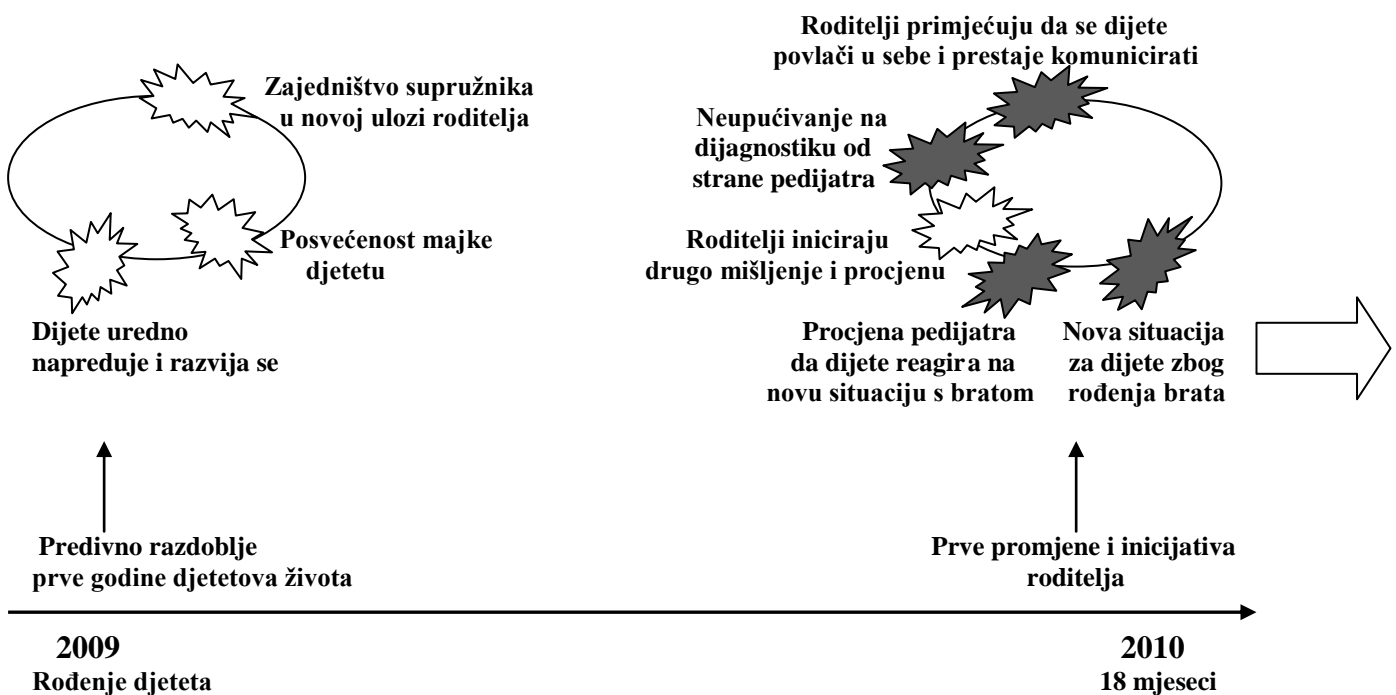 Zajedništvo supružnika
u novoj ulozi roditelja
Posvećenost majke
djetetu
Dijete uredno
napreduje i razvija se
Roditelji primjećuju da se dijete
povlači u sebe i prestaje komunicirati
Neupućivanje na
dijagnostiku od
strane pedijatra
Roditelji iniciraju
drugo mišljenje i procjenu
Procjena pedijatra
da dijete reagira na
novu situaciju s bratom
Nova situacija
za dijete zbog
rođenja brata
Predivno razdoblje
prve godine djetetova života
Prve promjene i inicijativa
roditelja
2009
Rođenje djeteta
2010
18 mjeseci